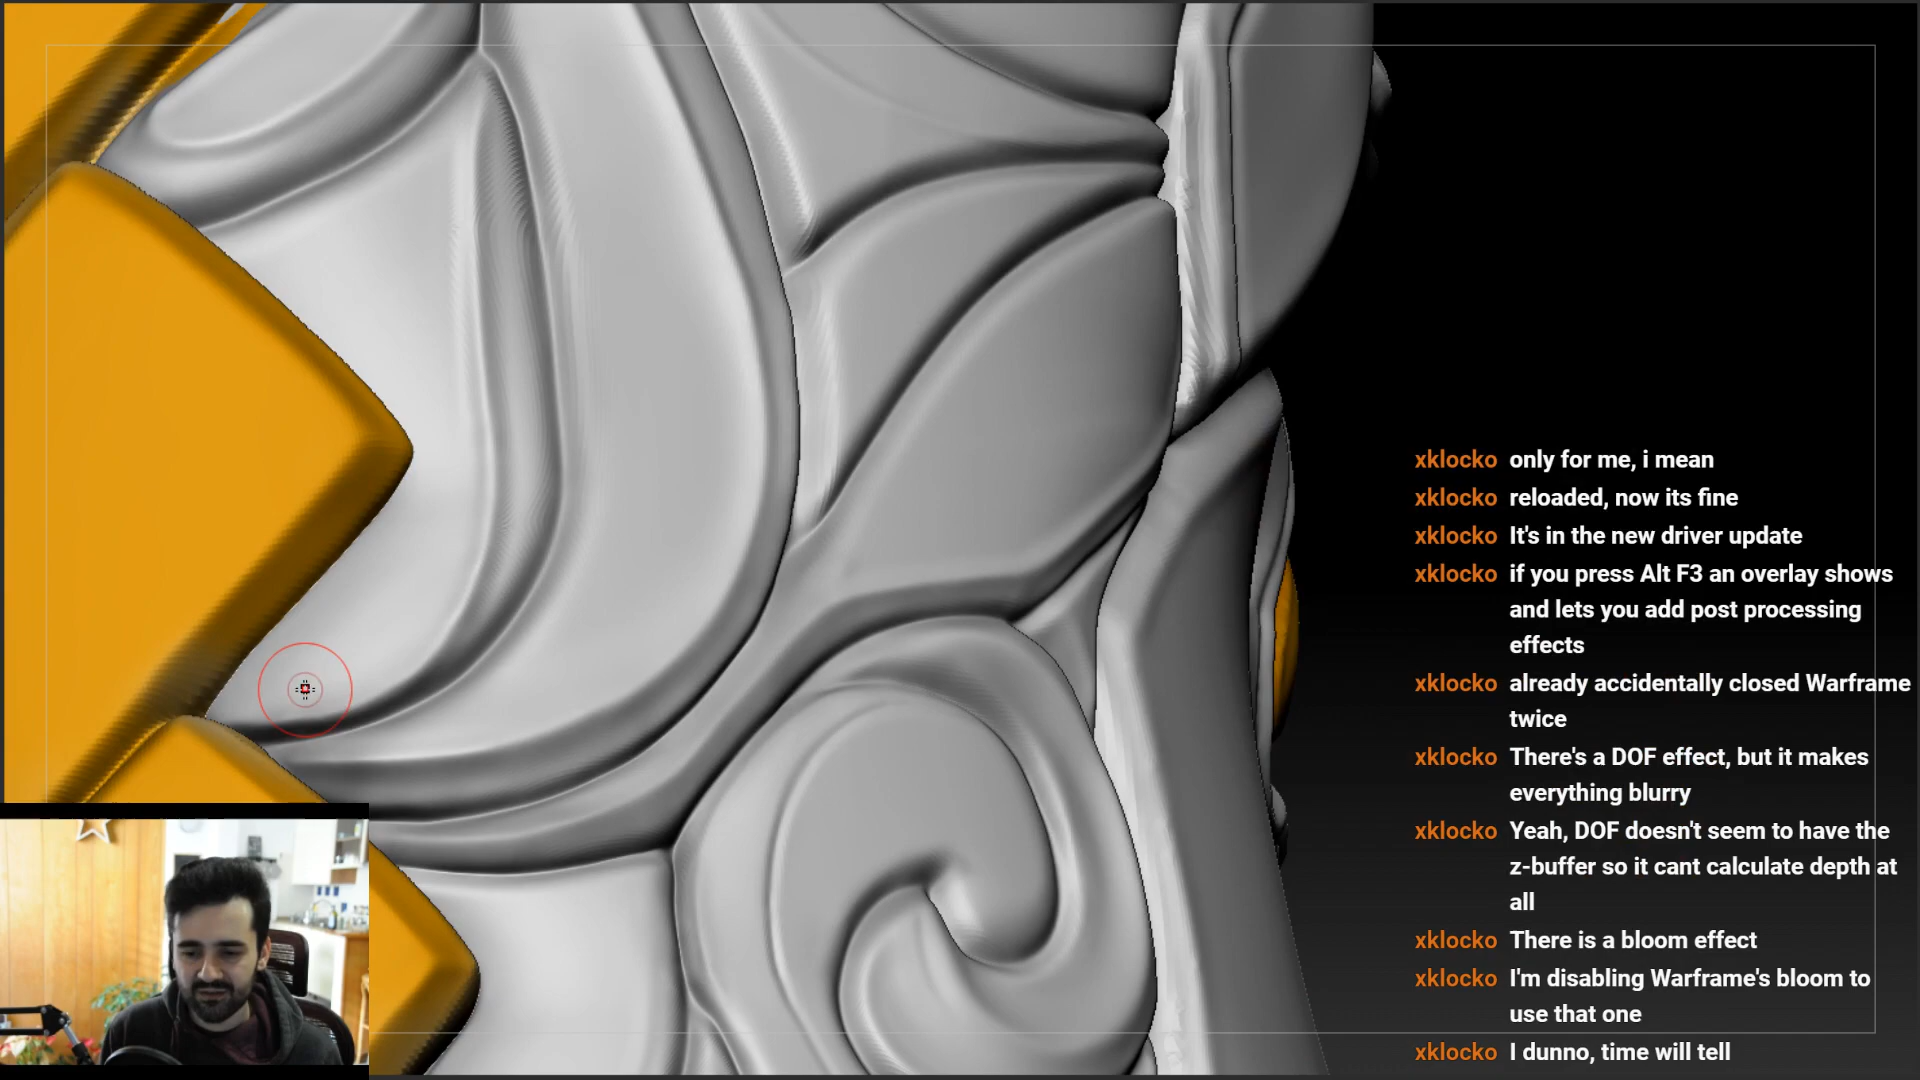 xklocko only for me, i mean
xklocko reloaded, now its fine
xklocko It's in the new driver update
xklocko if you press Alt F3 an overlay shows
and lets you add post processing
effects
xklocko already accidentally closed Warframe
twice
xklocko There's a DOF effect, but it makes
everything blurry
xklocko Yeah, DOF doesn't seem to have the
z-buffer so it cant calculate depth at
all
xklocko There is a bloom effect
xklocko I'm disabling Warframe's bloom to
use that one
xklocko I dunno, time will tell